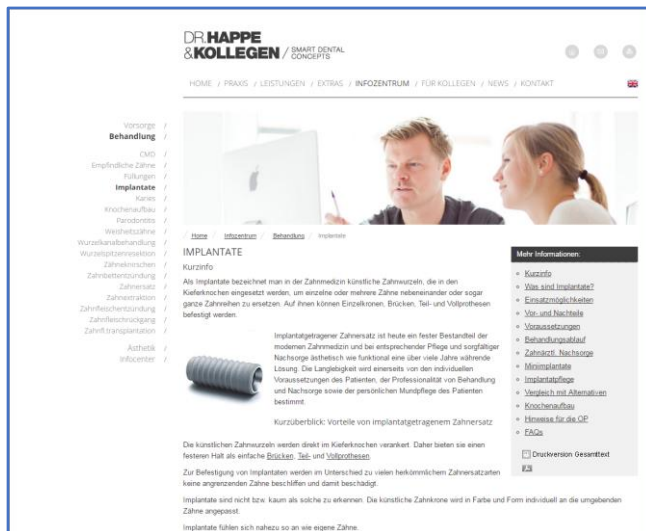 DR.HAPPE
&KOLLEGEN / SMART DENTAL
CONCEPTS
HOME / PRAXIS / LEISTUNGEN / EXTRAS / INFOZENTRUM / FÜR KOLLEGEN / NEWS / KONTAKT
Vorsorge /
Behandlung /
CMD /
Empfindliche Zähne /
Füllungen /
Implantate /
Karies /
Knochenaufbau /
Parodontitis /
Weisheitszähne /
Wurzelkanalbehandlung /
Wurzelspitzenresektion /
Zähneknirschen /
Zahnbettentzündung /
Zahnersatz /
Zahnextraktion /
Zahnfleischentzündung /
Zahnfleischrückgang /
Zahnfl.transplantation /
Ästhetik /
Infocenter /
/ Home / Infozentrum / Behandlung / Implantate
IMPLANTATE
Kurzinfo
Als Implantate bezeichnet man in der Zahnmedizin künstliche Zahnwurzeln, die in den
Kieferknochen eingesetzt werden, um einzelne oder mehrere Zähne nebeneinander oder sogar
ganze Zahnreihen zu ersetzen. Auf ihnen können Einzelkronen, Brücken, Teil- und Vollprothesen
befestigt werden.
Implantatgetragener Zahnersatz ist heute ein fester Bestandteil der
modernen Zahnmedizin und bei entsprechender Pflege und sorgfältiger
Nachsorge ästhetisch wie funktional eine über viele Jahre währende
Lösung. Die Langlebigkeit wird einerseits von den individuellen
Voraussetzungen des Patienten, der Professionalität von Behandlung
und Nachsorge sowie der persönlichen Mundpflege des Patienten
bestimmt.
Kurzüberblick: Vorteile von implantatgetragenem Zahnersatz
Die künstlichen Zahnwurzeln werden direkt im Kieferknochen verankert. Daher bieten sie einen
festeren Halt als einfache Brücken, Teil- und Vollprothesen.
Zur Befestigung von Implantaten werden im Unterschied zu vielen herkömmlichem Zahnersatzarten
keine angrenzenden Zähne beschliffen und damit beschädigt.
Implantate sind nicht bzw. kaum als solche zu erkennen. Die künstliche Zahnkrone wird in Farbe und Form individuell an die umgebenden
Zähne angepasst.
Implantate fühlen sich nahezu so an wie eigene Zähne.
Mehr Informationen:
Kurzinfo
Was sind Implantate?
Einsatzmöglichkeiten
Vor- und Nachteile
Voraussetzungen
Behandlungsablauf
Zahnärztl. Nachsorge
Miniimplantate
Implantatpflege
Vergleich mit Alternativen
Knochenaufbau
Hinweise für die OP
FAQs
Druckversion Gesamttext